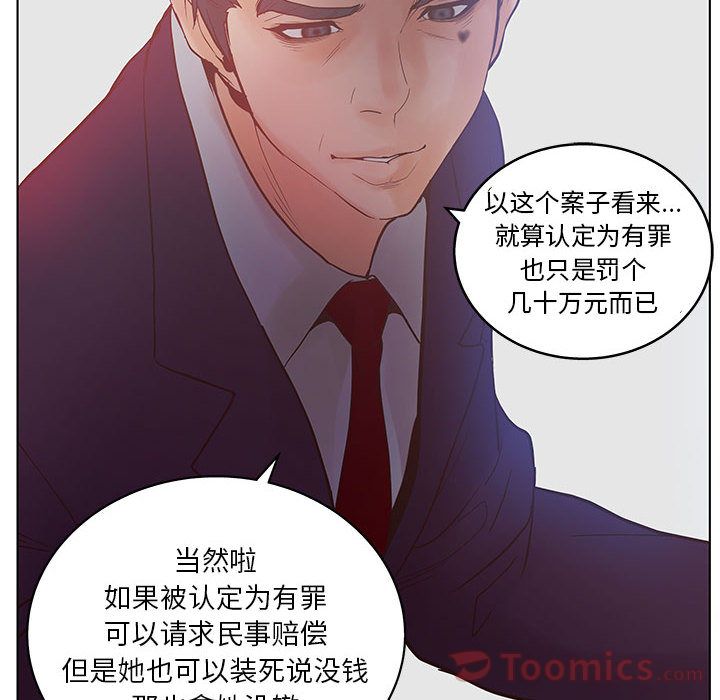 以这个案子看来...
就算认定为有罪
也只是罚个
几十万元而已
当然啦
如果被认定为有罪
可以请求民事赔偿
但是她也可以装死说没钱
Toomics.com